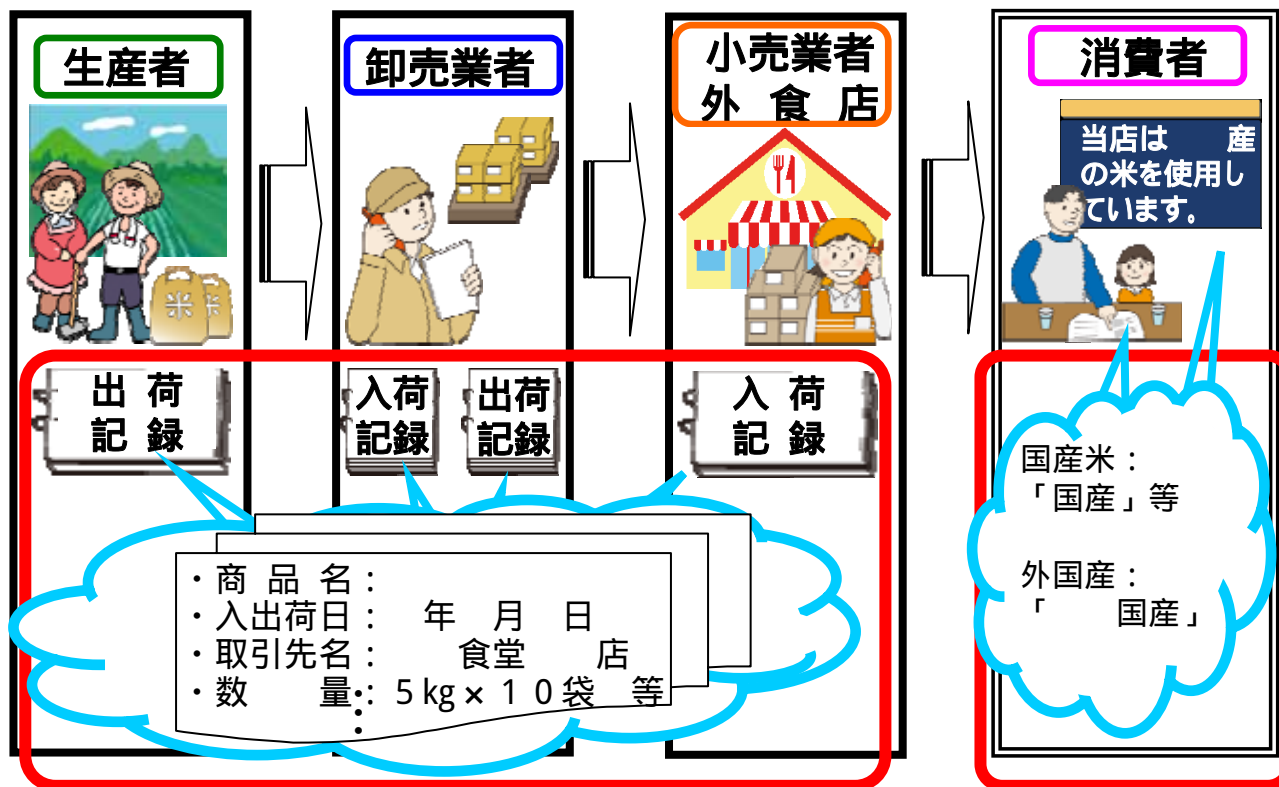 生産者
卸売業者
小売業者
外 食 店
消費者
当店は　　産
の米を使用し
ています。
米
米
出 荷
記 録
入荷
記録
出荷
記録
入 荷
記 録
・商 品 名：
・入出荷日：　年　月　日
・取引先名：　　食堂　　店
・数　　量：５kg×１０袋　等
国産米：
「国産」等
外国産：
「　　国産」